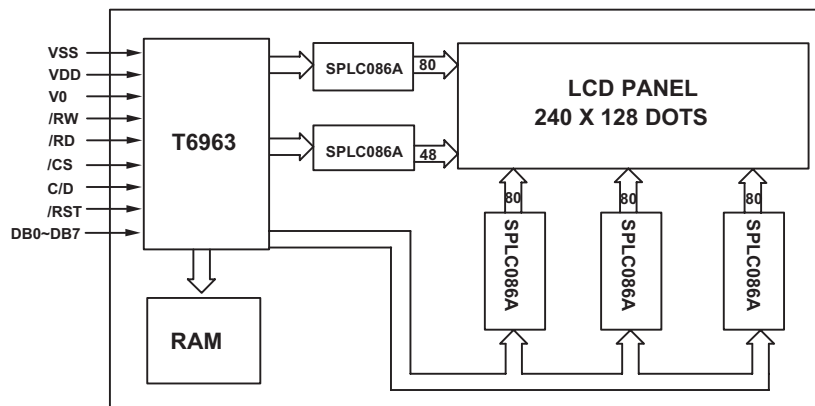 VSS
VDD
V0
/RW
/RD
/CS
C/D
/RST
DB0~DB7
T6963
RAM
SPLC086A
80
SPLC086A
48
LCD PANEL
240 X 128 DOTS
80
80
80
SPLC086A
SPLC086A
SPLC086A